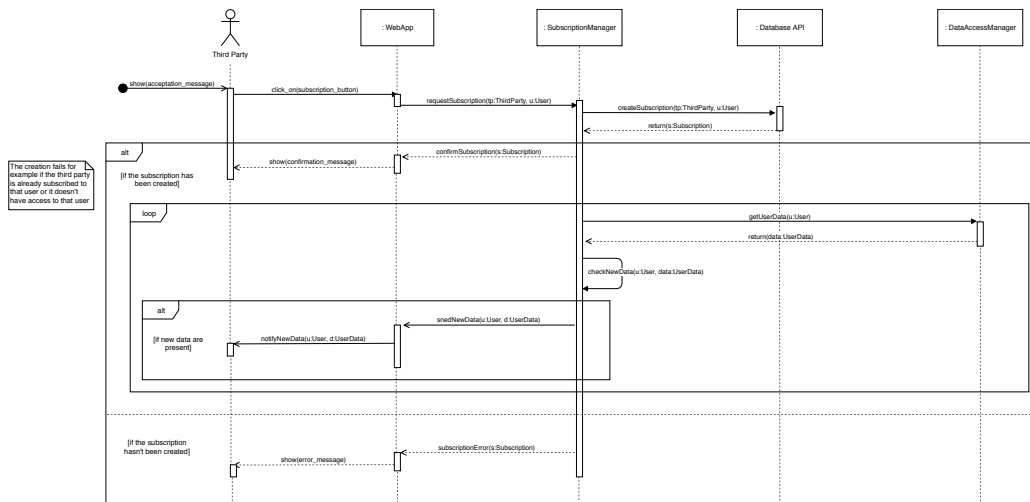 : WebApp
: SubscriptionManager
: Database API
: DataAccessManager
Third Party
show(acceptation_message)
click_on(subscription_button)
requestSubscription(tp:ThirdParty, u:User)
createSubscription(tp:ThirdParty, u:User)
return(s:Subscription)
alt
confirmSubscription(s:Subscription)
show(confirmation_message)
The creation fails for
example if the third party
is already subscribed to
that user or it doesn't
have access to that user
[if the subscription has
been created]
loop
getUserData(u:User)
return(data:UserData)
checkNewData(u:User, data:UserData)
alt
snedNewData(u:User, d:UserData)
[if new data are
present]
notifyNewData(u:User, d:UserData)
[if the subscription
hasn't been created]
subscriptionError(s:Subscription)
show(error_message)